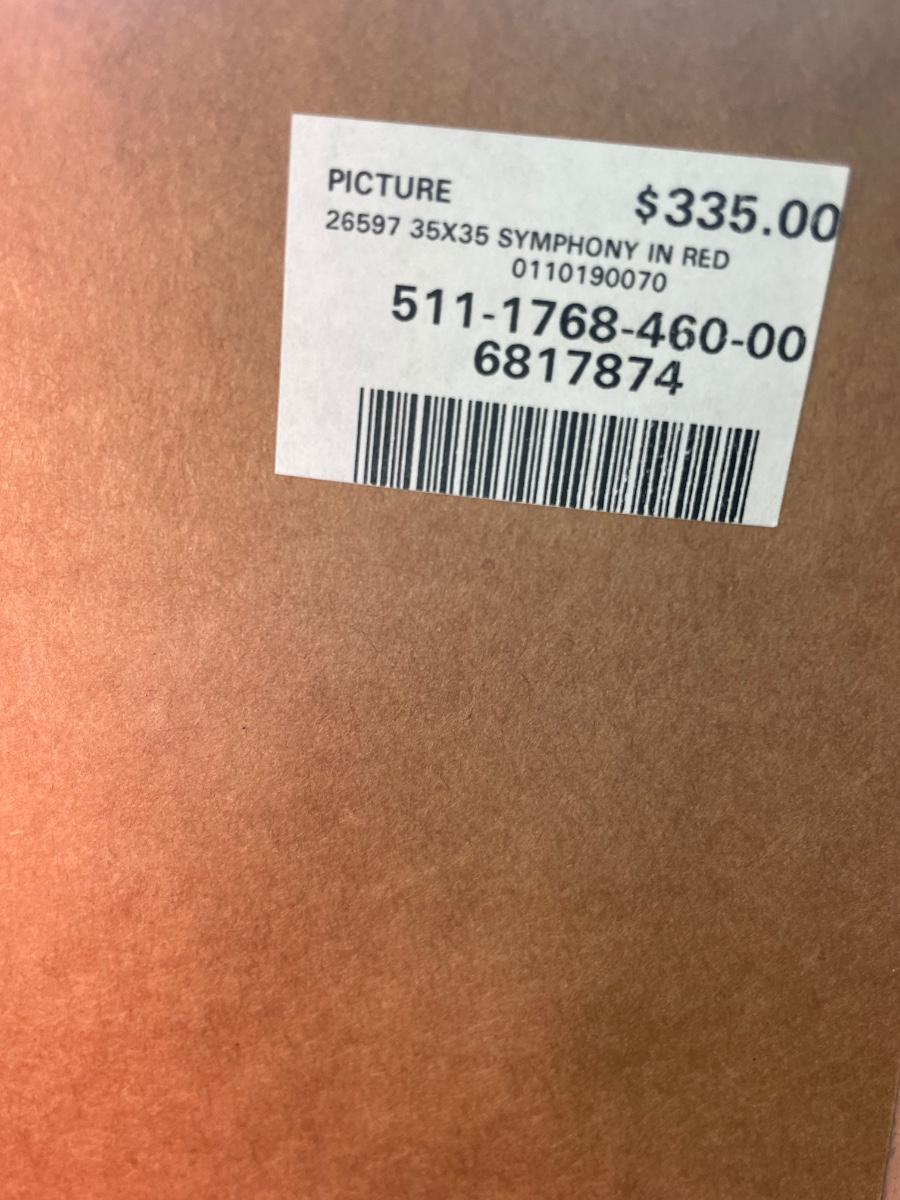 PICTURE $335.00
26597 35X35 SYMPHONY IN RED
0110190070
511-1768-460-00
6817874